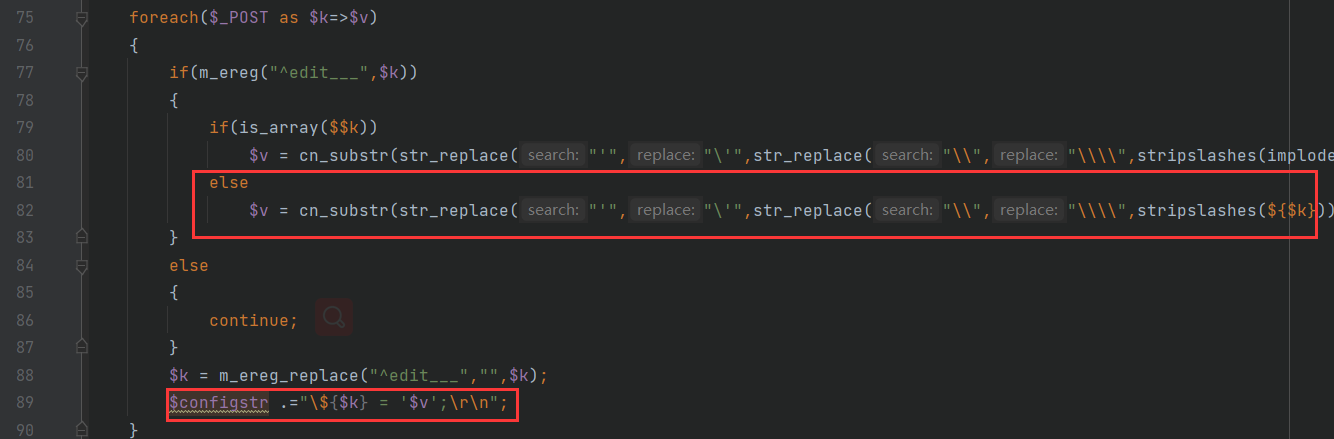 75 foreach($_POST as $k=>$v)
76 {
77 if(m_ereg("^edit___",$k))
78 {
79 if(is_array($$k))
80 $v = cn_substr(str_replace( search: "'", replace: "\'",str_replace( search: "\\", replace: "\\\\",stripslashes(implode
81 else
82 $v = cn_substr(str_replace( search: "'", replace: "\'",str_replace( search: "\\", replace: "\\\\",stripslashes(${$k}))
83 }
84 else
85 {
86 continue;
87 }
88 $k = m_ereg_replace("^edit___","",$k);
89 $configstr .="\${$k} = '$v';\r\n";
90 }